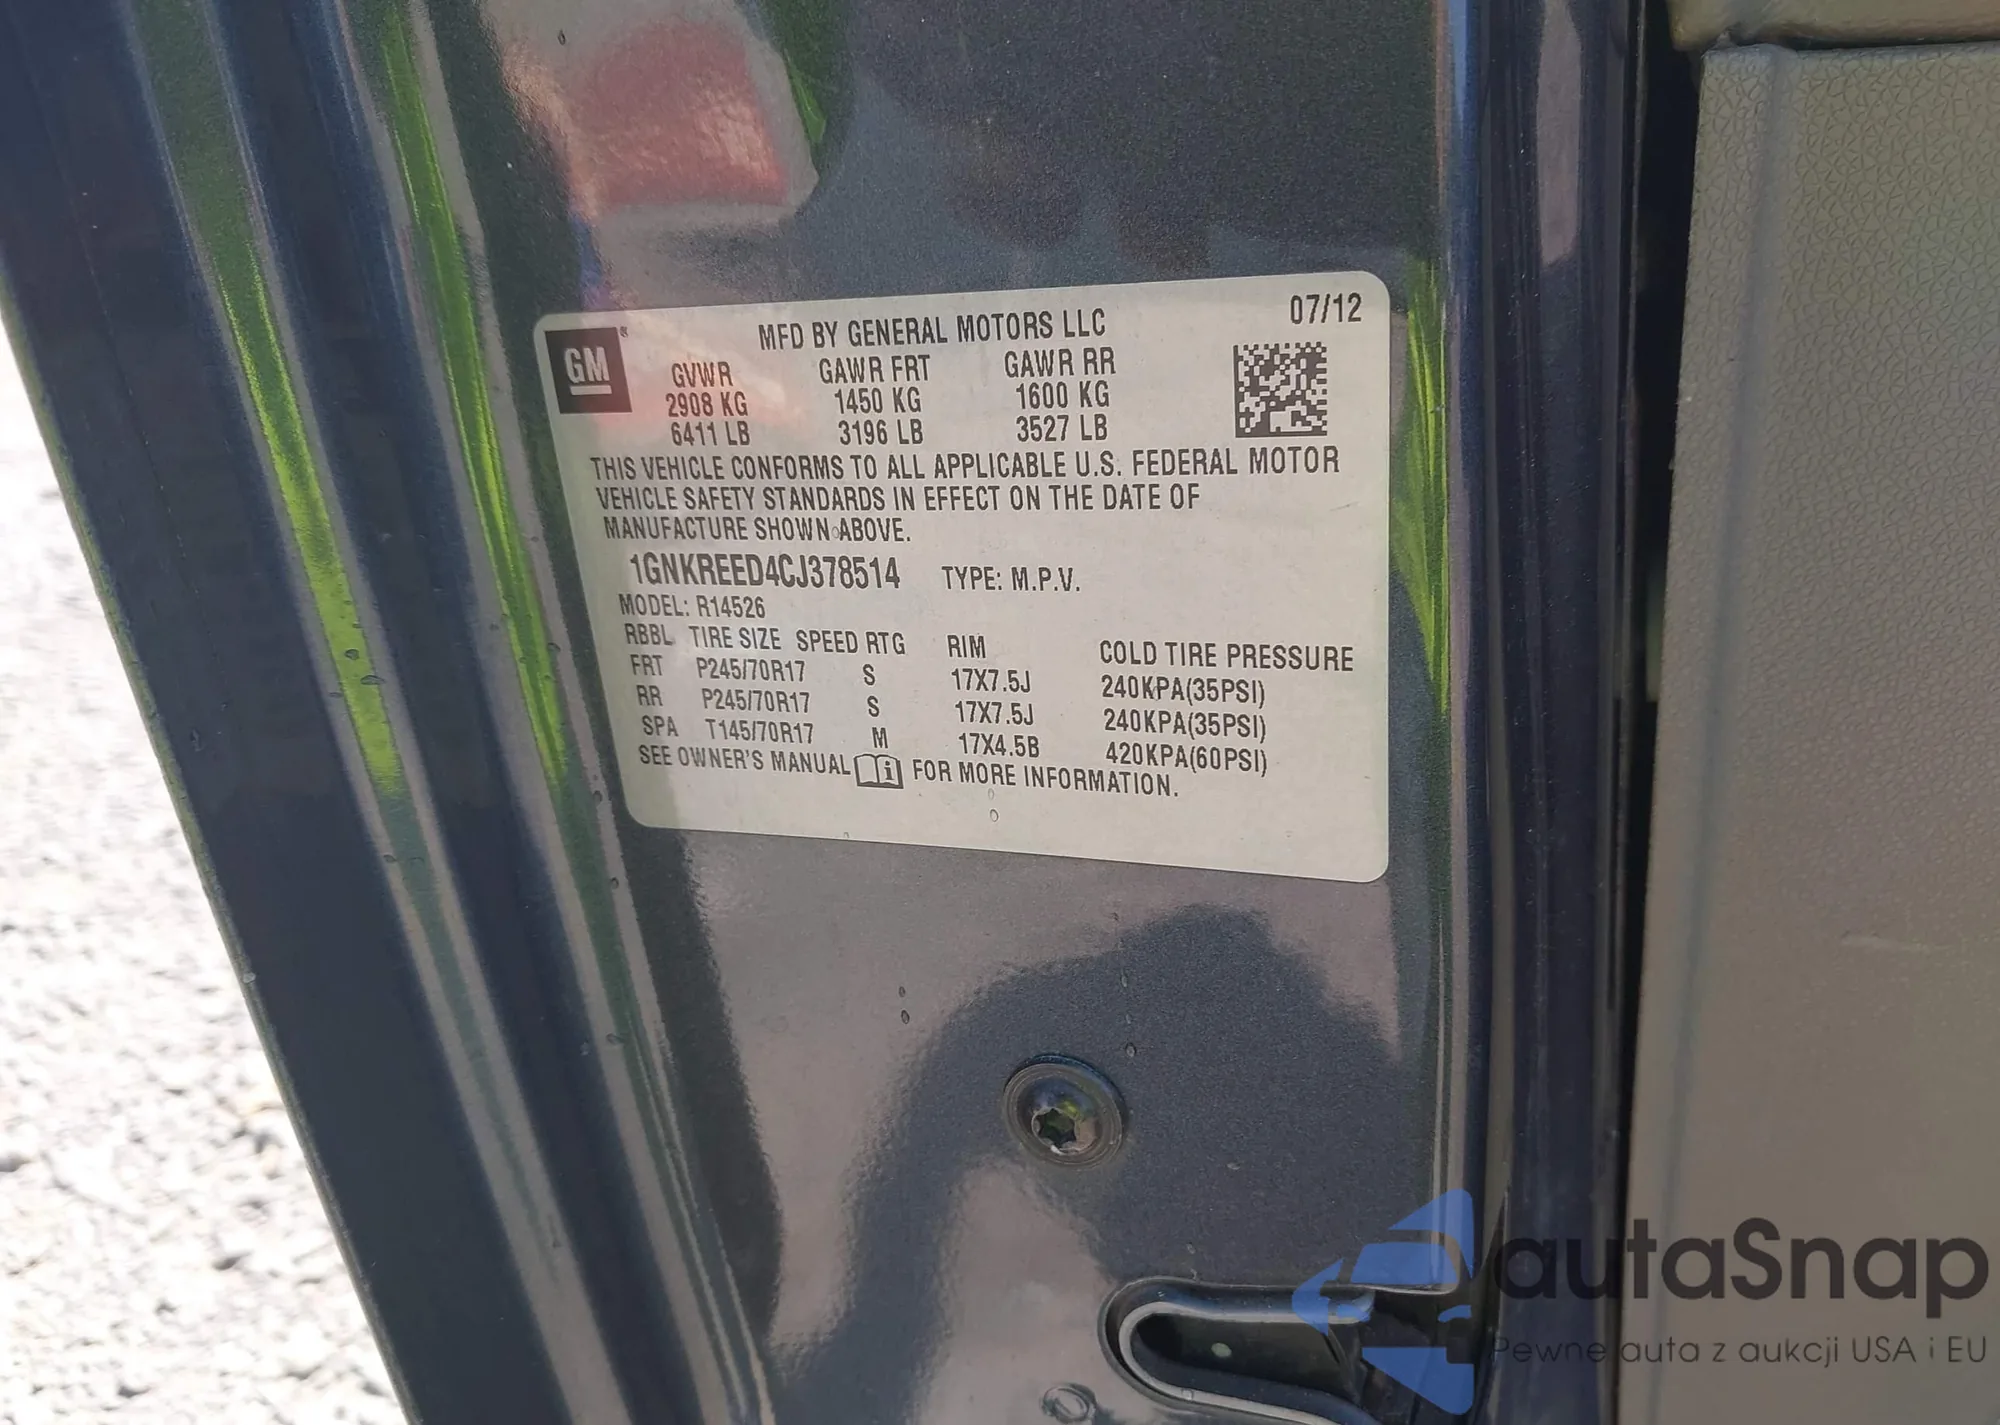 07/12
MFD BY GENERAL MOTORS LLC
GM®
GVWR GAWR FRT GAWR RR
2908 KG 1450 KG 1600 KG
6411 LB 3196 LB 3527 LB
THIS VEHICLE CONFORMS TO ALL APPLICABLE U.S. FEDERAL MOTOR
VEHICLE SAFETY STANDARDS IN EFFECT ON THE DATE OF
MANUFACTURE SHOWN ABOVE.
1GNKREED4CJ378514 TYPE: M.P.V.
MODEL: R14526
RBBL TIRE SIZE SPEED RTG RIM COLD TIRE PRESSURE
FRT P245/70R17 S 17X7.5J 240KPA(35PSI)
RR P245/70R17 S 17X7.5J 240KPA(35PSI)
SPA T145/70R17 M 17X4.5B 420KPA(60PSI)
SEE OWNER'S MANUAL FOR MORE INFORMATION.
autaSnap
Pewne auta z aukcji USA i EU